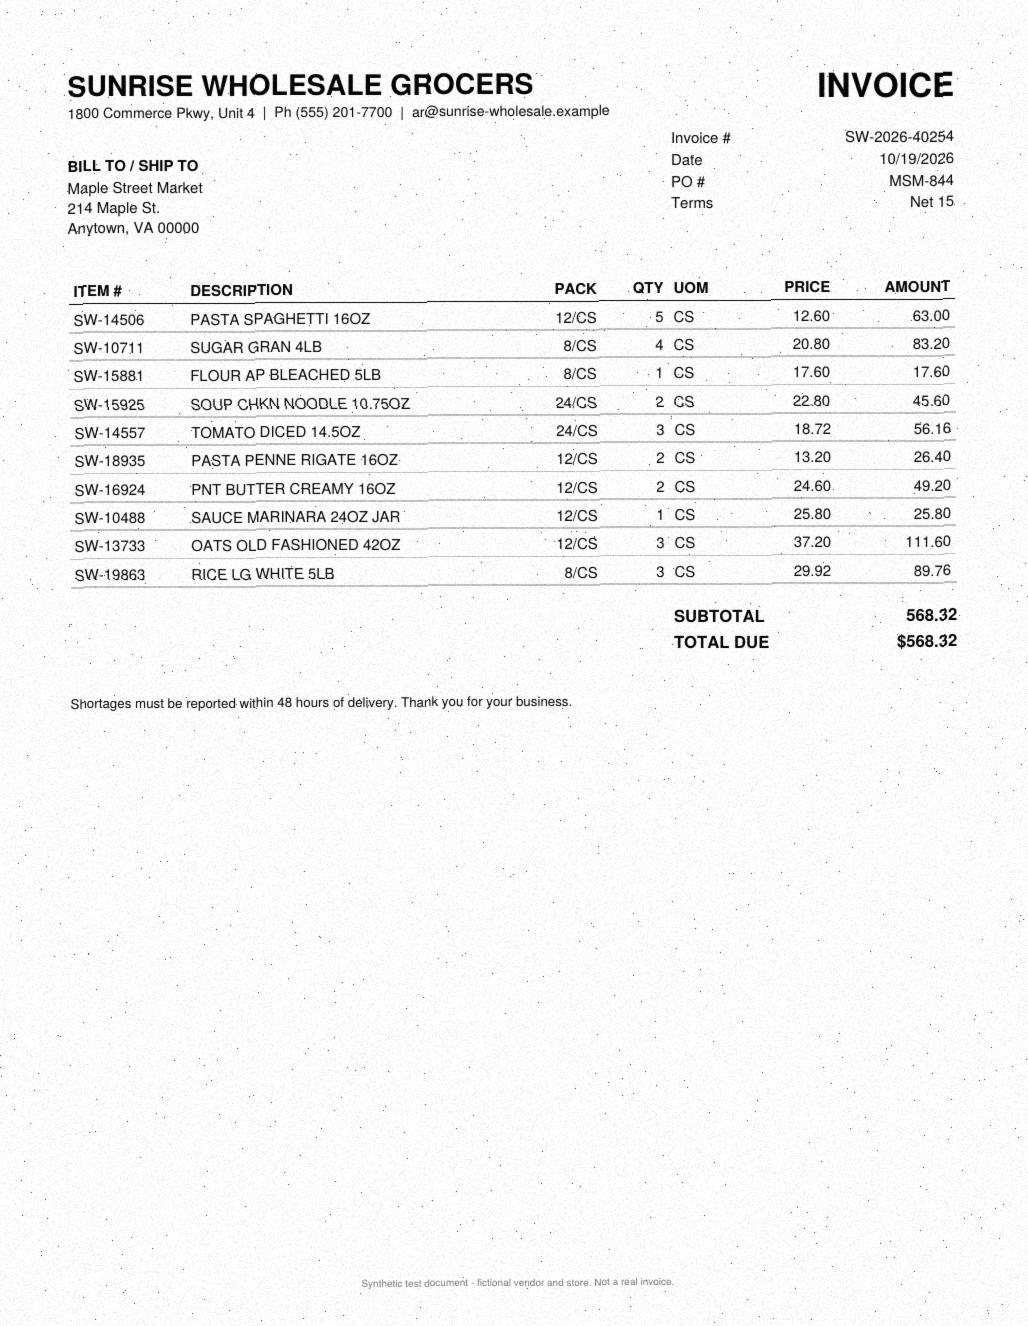 SUNRISE WHOLESALE GROCERS
INVOICE
1800 Commerce Pkwy, Unit 4 | Ph (555) 201-7700 | ar@sunrise-wholesale.example
Invoice # SW-2026-40254
Date 10/19/2026
PO # MSM-844
Terms Net 15
BILL TO / SHIP TO
Maple Street Market
214 Maple St.
Anytown, VA 00000
ITEM # DESCRIPTION PACK QTY UOM PRICE AMOUNT
SW-14506 PASTA SPAGHETTI 16OZ 12/CS 5 CS 12.60 63.00
SW-10711 SUGAR GRAN 4LB 8/CS 4 CS 20.80 83.20
SW-15881 FLOUR AP BLEACHED 5LB 8/CS 1 CS 17.60 17.60
SW-15925 SOUP CHKN NOODLE 10.75OZ 24/CS 2 CS 22.80 45.60
SW-14557 TOMATO DICED 14.5OZ 24/CS 3 CS 18.72 56.16
SW-18935 PASTA PENNE RIGATE 16OZ 12/CS 2 CS 13.20 26.40
SW-16924 PNT BUTTER CREAMY 16OZ 12/CS 2 CS 24.60 49.20
SW-10488 SAUCE MARINARA 24OZ JAR 12/CS 1 CS 25.80 25.80
SW-13733 OATS OLD FASHIONED 42OZ 12/CS 3 CS 37.20 111.60
SW-19863 RICE LG WHITE 5LB 8/CS 3 CS 29.92 89.76
SUBTOTAL 568.32
TOTAL DUE $568.32
Shortages must be reported within 48 hours of delivery. Thank you for your business.
Synthetic test document - fictional vendor and store. Not a real invoice.